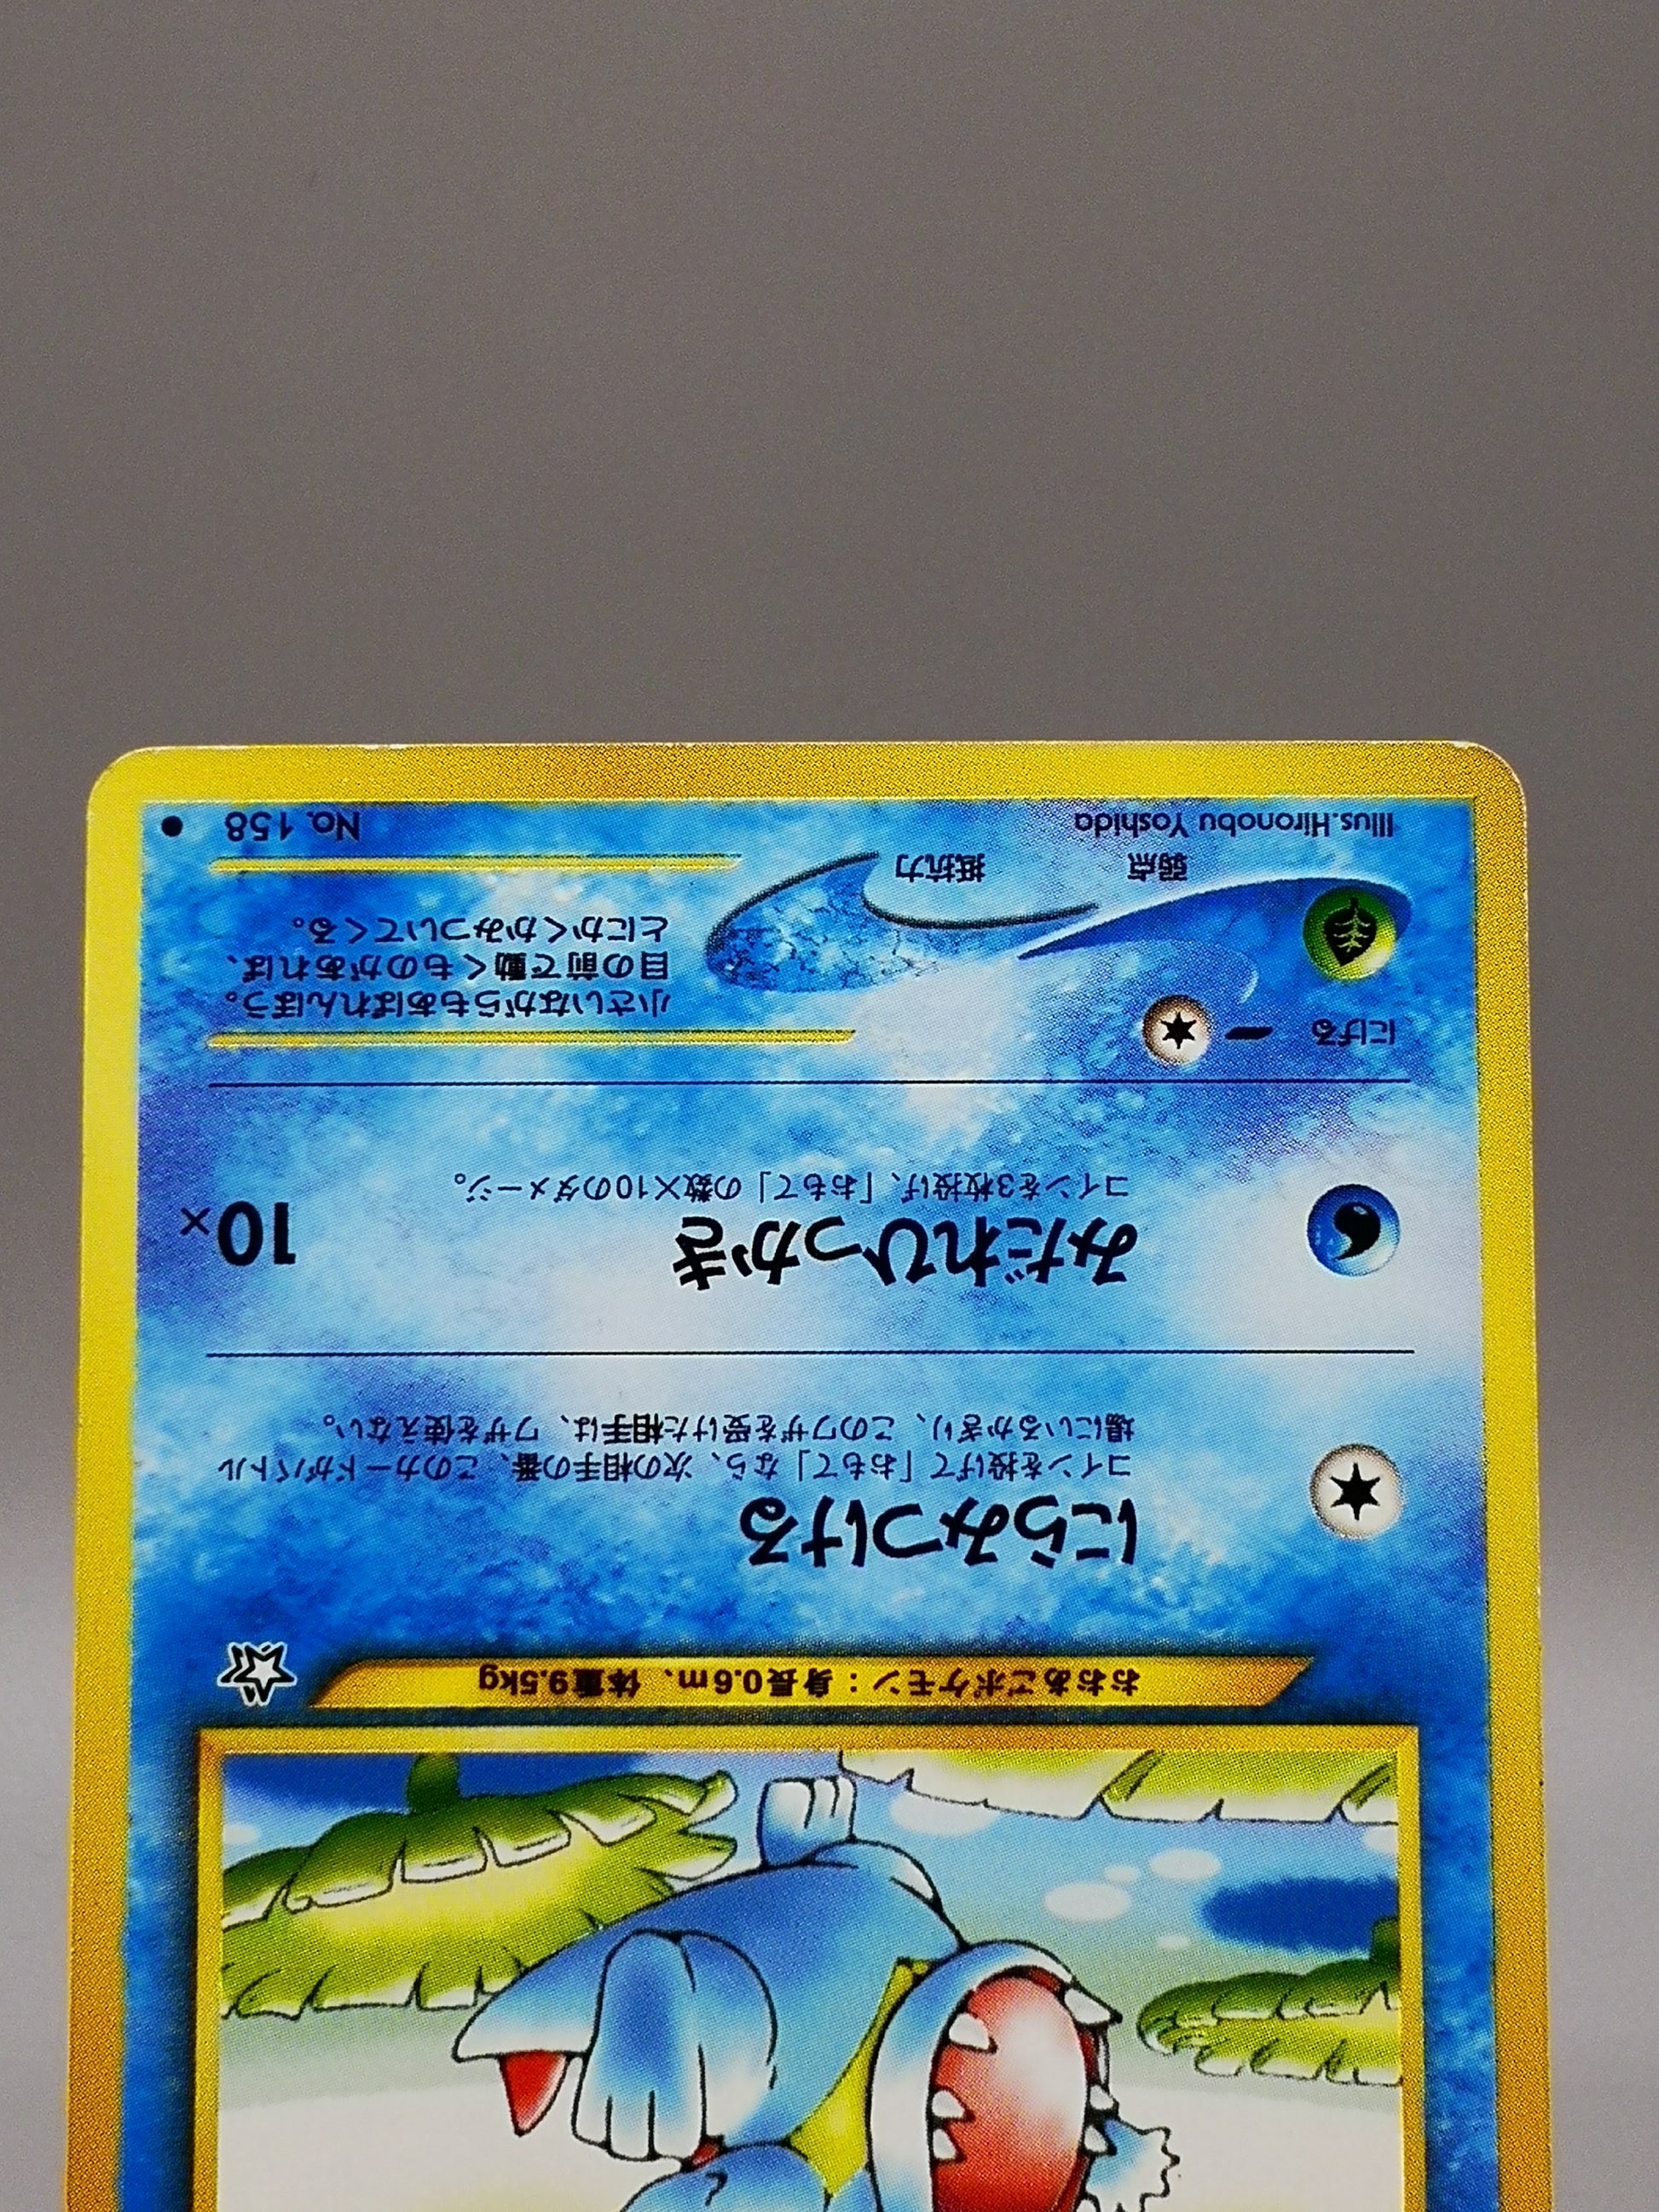 おおあごポケモン：身長0.6m、体重9.5kg
にらみつける
コインを投げて「おもて」なら、次の相手の番、このカードがバトル
場にいるかぎり、このワザを受けた相手は、ワザを使えない。
みだれひっかき 10×
コインを3枚投げ、「おもて」の数×10のダメージ。
にげる −
小さいながらもあばれんぼう。
目の前で動くものがあれば、
とにかくかみついてくる。
弱点 抵抗力
Illus.Hironobu Yoshida No. 158 ●